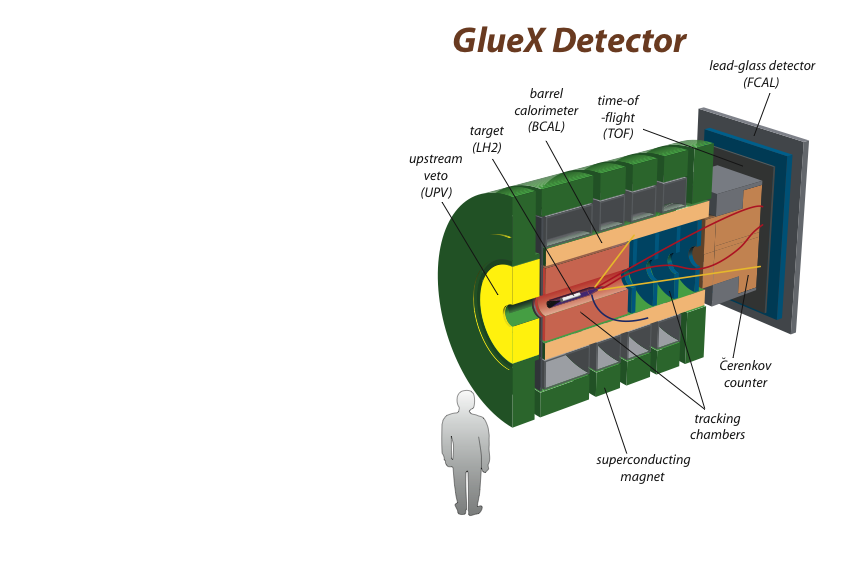 GlueX Detector
lead-glass detector
(FCAL)
barrel
calorimeter
(BCAL)
time-of
-flight
(TOF)
target
(LH2)
upstream
veto
(UPV)
Čerenkov
counter
tracking
chambers
superconducting
magnet